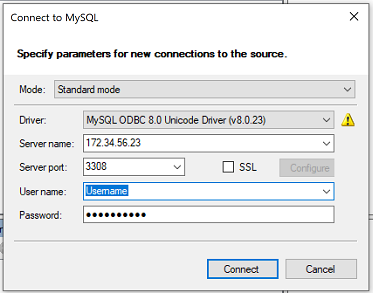 Connect to MySQL
Specify parameters for new connections to the source.
Mode: Standard mode
Driver: MySQL ODBC 8.0 Unicode Driver (v8.0.23)
Server name: 172.34.56.23
Server port: 3308 SSL Configure
User name: Username
Password: ●●●●●●●●●●
Connect Cancel